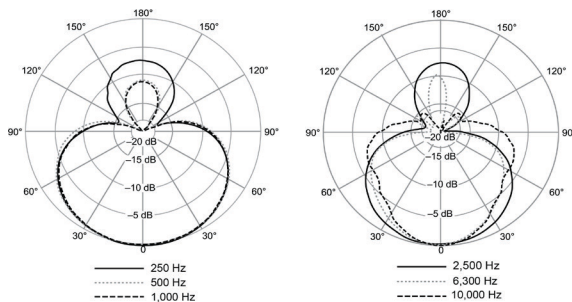 180°
150° 150°
120° 120°
90° 90°
60° 60°
30° 30°
0
–20 dB
–15 dB
–10 dB
–5 dB
250 Hz
500 Hz
1,000 Hz
180°
150° 150°
120° 120°
90° 90°
60° 60°
30° 30°
0
–20 dB
–15 dB
–10 dB
–5 dB
2,500 Hz
6,300 Hz
10,000 Hz